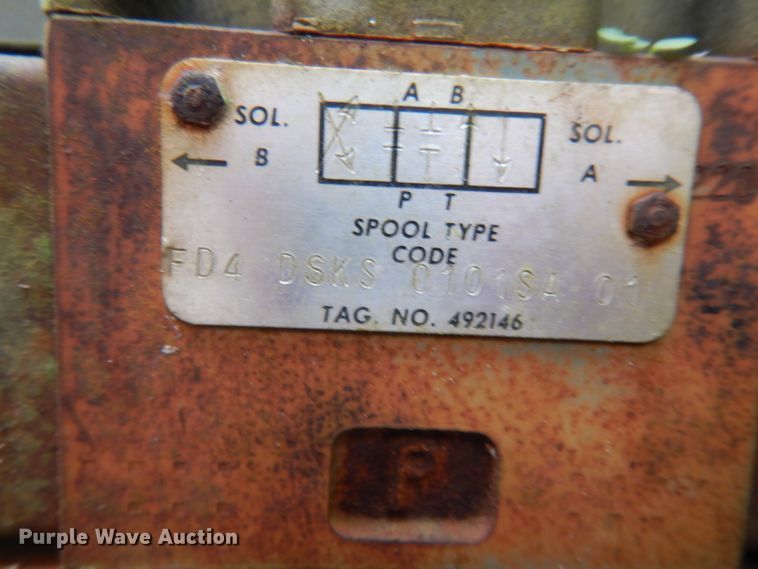 A B
SOL.
SOL.
B
A
P T
SPOOL TYPE
CODE
FD4 DSKS 0101SA 01
TAG. NO. 492146
P
Purple Wave Auction